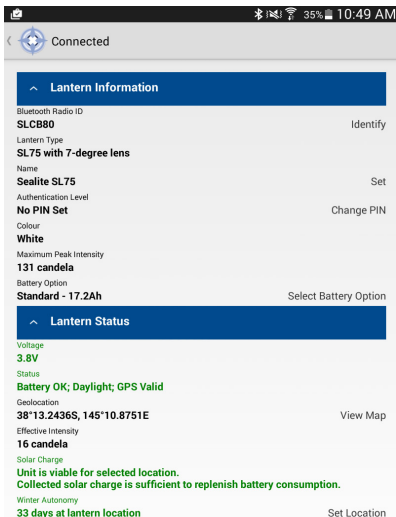 35% 10:49 AM
Connected
Lantern Information
Bluetooth Radio ID
SLCB80 Identify
Lantern Type
SL75 with 7-degree lens
Name
Sealite SL75 Set
Authentication Level
No PIN Set Change PIN
Colour
White
Maximum Peak Intensity
131 candela
Battery Option
Standard - 17.2Ah Select Battery Option
Lantern Status
Voltage
3.8V
Status
Battery OK; Daylight; GPS Valid
Geolocation
38°13.2436S, 145°10.8751E View Map
Effective Intensity
16 candela
Solar Charge
Unit is viable for selected location.
Collected solar charge is sufficient to replenish battery consumption.
Winter Autonomy
33 days at lantern location Set Location